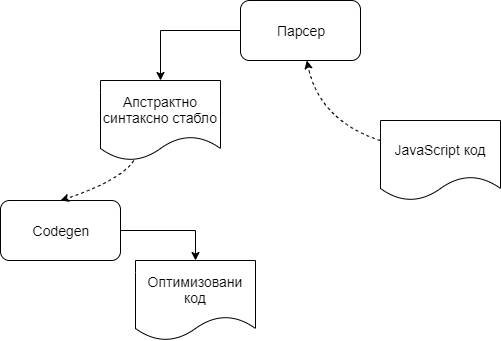 Парсер
Апстрактно
синтаксно стабло
JavaScript код
Codegen
Оптимизовани
код